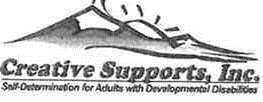 Creative Supports, Inc.
Self-Determination for Adults with Developmental Disabilities